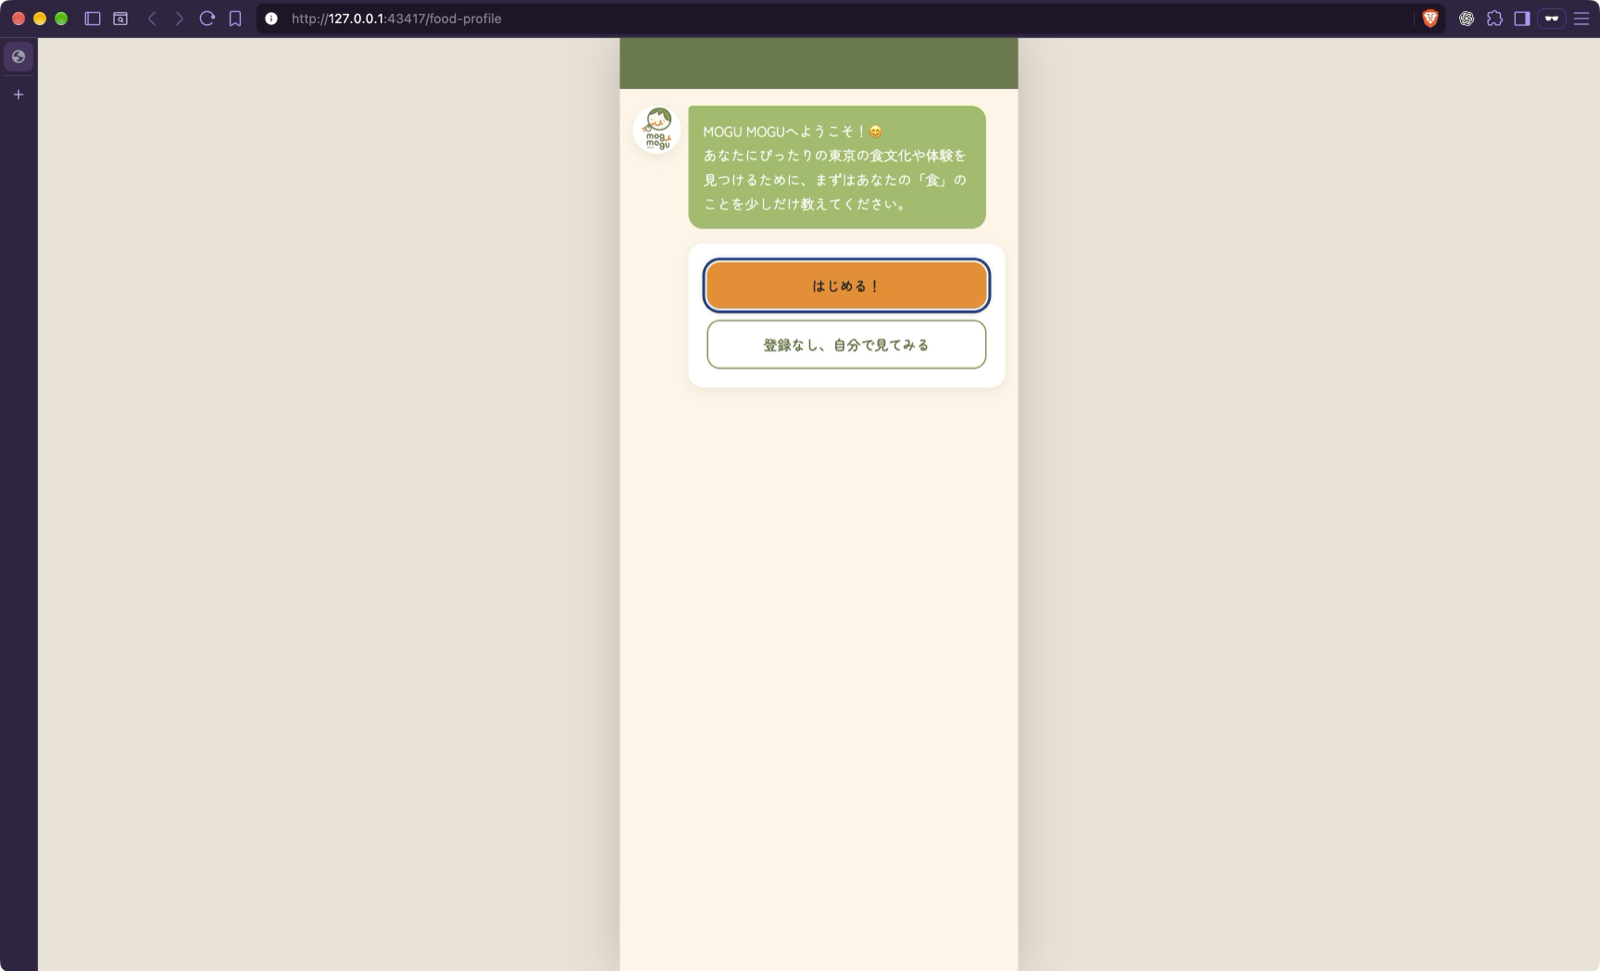 http://127.0.0.1:43417/food-profile
mogu
mogu
MOGU MOGUへようこそ！😊
あなたにぴったりの東京の食文化や体験を
見つけるために、まずはあなたの「食」の
ことを少しだけ教えてください。
はじめる！
登録なし、自分で見てみる